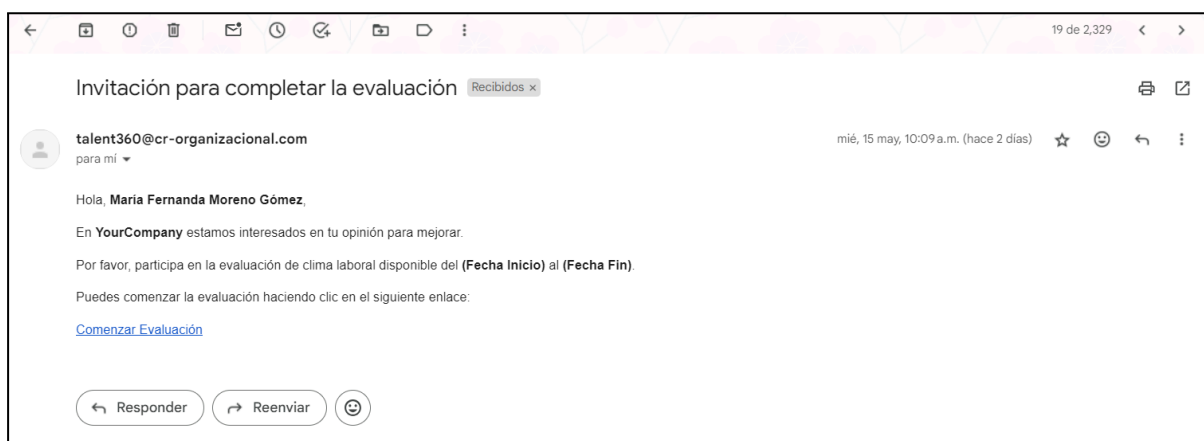 19 de 2,329
Invitación para completar la evaluación Recibidos ×
talent360@cr-organizacional.com mié, 15 may, 10:09 a.m. (hace 2 días)
para mí
Hola, María Fernanda Moreno Gómez,
En YourCompany estamos interesados en tu opinión para mejorar.
Por favor, participa en la evaluación de clima laboral disponible del (Fecha Inicio) al (Fecha Fin).
Puedes comenzar la evaluación haciendo clic en el siguiente enlace:
Comenzar Evaluación
Responder Reenviar